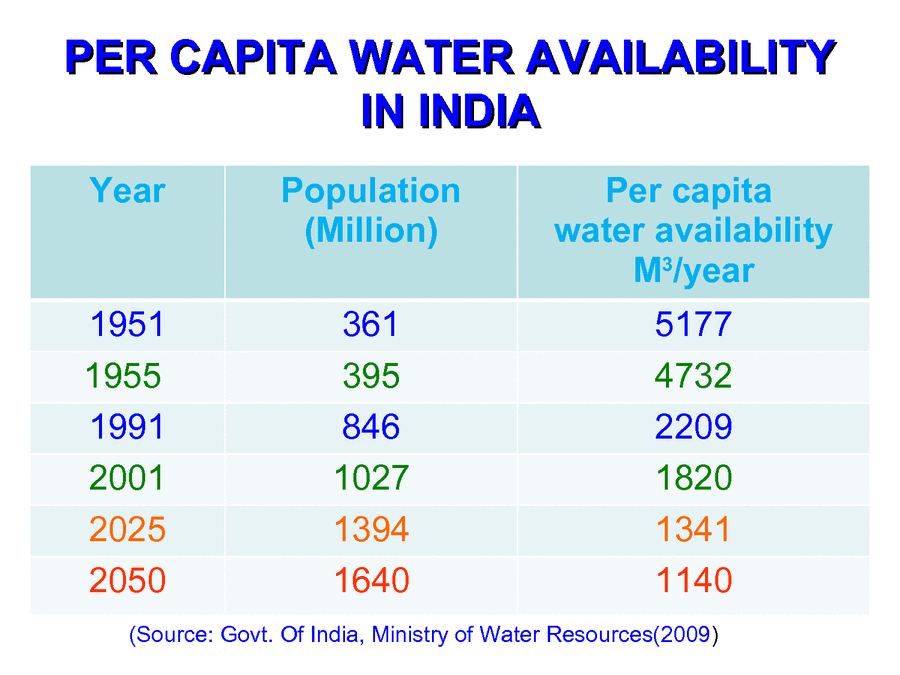 PER CAPITA WATER AVAILABILITY
IN INDIA
Year Population Per capita
(Million) water availability
M³/year
1951 361 5177
1955 395 4732
1991 846 2209
2001 1027 1820
2025 1394 1341
2050 1640 1140
(Source: Govt. Of India, Ministry of Water Resources(2009)